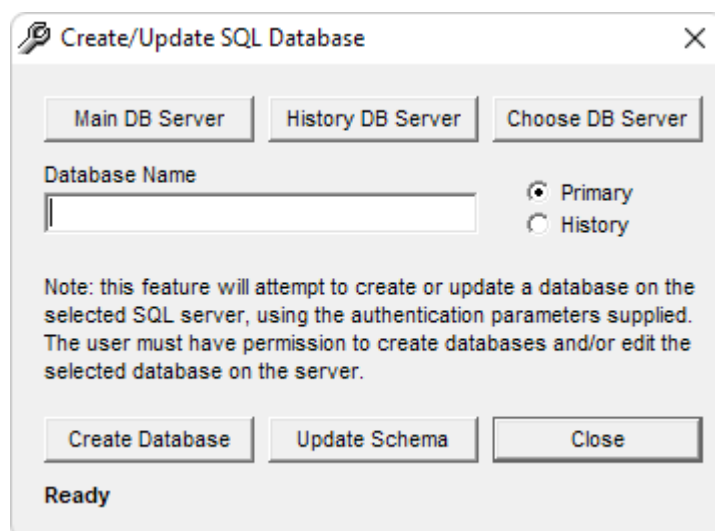 Create/Update SQL Database
Main DB Server
History DB Server
Choose DB Server
Database Name
Primary
History
Note: this feature will attempt to create or update a database on the
selected SQL server, using the authentication parameters supplied.
The user must have permission to create databases and/or edit the
selected database on the server.
Create Database
Update Schema
Close
Ready